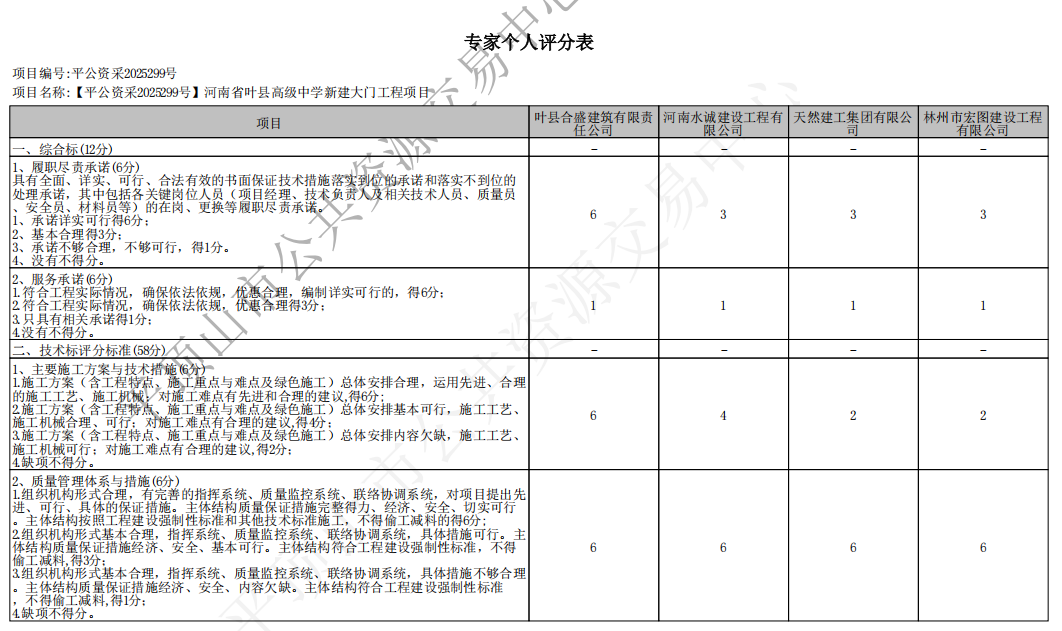 专家个人评分表
项目编号:平公资采2025299号
项目名称:【平公资采2025299号】河南省叶县高级中学新建大门工程项目
项目 叶县合盛建筑有限责任公司 河南水诚建设工程有限公司 天然建工集团有限公司 林州市宏图建设工程有限公司
一、综合标(12分) - - - -
1、履职尽责承诺(6分)
具有全面、详实、可行、合法有效的书面保证技术措施落实到位的承诺和落实不到位的
处理承诺，其中包括各关键岗位人员（项目经理、技术负责人及相关技术人员、质量员
、安全员、材料员等）的在岗、更换等履职尽责承诺。
1、承诺详实可行得6分；
2、基本合理得3分；
3、承诺不够合理，不够可行，得1分。
4、没有不得分。
6 3 3 3
2、服务承诺(6分)
1.符合工程实际情况，确保依法依规，优惠合理，编制详实可行的，得6分；
2.符合工程实际情况，确保依法依规，优惠合理得3分；
3.只具有相关承诺得1分；
4.没有不得分。
1 1 1 1
二、技术标评分标准(58分) - - - -
1、主要施工方案与技术措施(6分)
1.施工方案（含工程特点、施工重点与难点及绿色施工）总体安排合理，运用先进、合理
的施工工艺、施工机械；对施工难点有先进和合理的建议,得6分；
2.施工方案（含工程特点、施工重点与难点及绿色施工）总体安排基本可行，施工工艺、
施工机械合理、可行；对施工难点有合理的建议,得4分；
3.施工方案（含工程特点、施工重点与难点及绿色施工）总体安排内容欠缺，施工工艺、
施工机械可行；对施工难点有合理的建议,得2分；
4.缺项不得分。
6 4 2 2
2、质量管理体系与措施(6分)
1.组织机构形式合理，有完善的指挥系统、质量监控系统、联络协调系统，对项目提出先
进、可行、具体的保证措施。主体结构质量保证措施完整得力、经济、安全、切实可行
。主体结构按照工程建设强制性标准和其他技术标准施工，不得偷工减料的得6分；
2.组织机构形式基本合理，指挥系统、质量监控系统、联络协调系统，具体措施可行。主
体结构质量保证措施经济、安全、基本可行。主体结构符合工程建设强制性标准，不得
偷工减料,得3分；
3.组织机构形式基本合理，指挥系统、质量监控系统、联络协调系统，具体措施不够合理
。主体结构质量保证措施经济、安全、内容欠缺。主体结构符合工程建设强制性标准
，不得偷工减料,得1分；
4.缺项不得分。
6 6 6 6
平顶山市公共资源交易中心
平顶山市公共资源交易中心